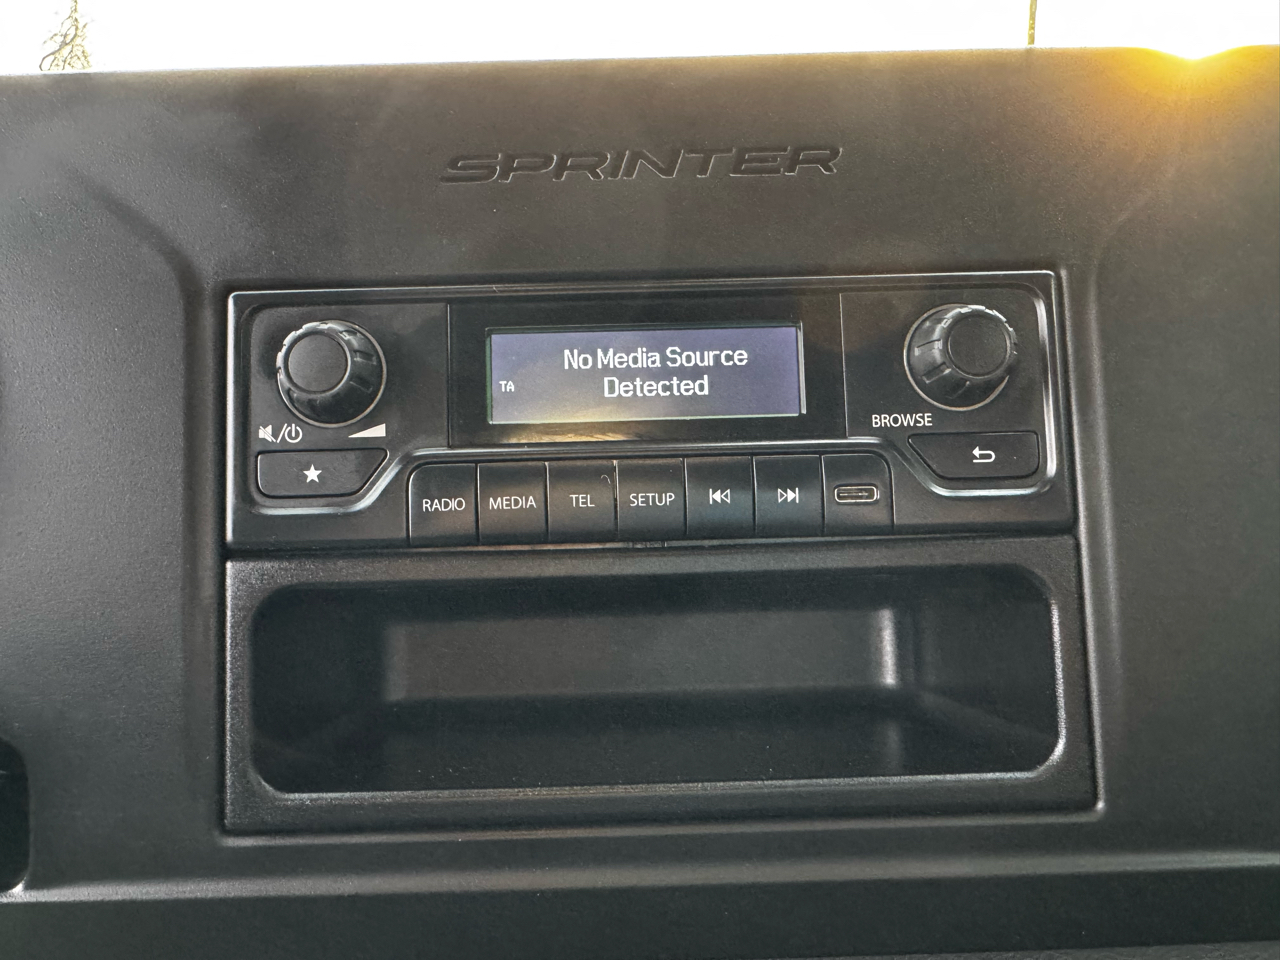 SPRINTER
No Media Source
TA Detected
BROWSE
RADIO MEDIA TEL SETUP